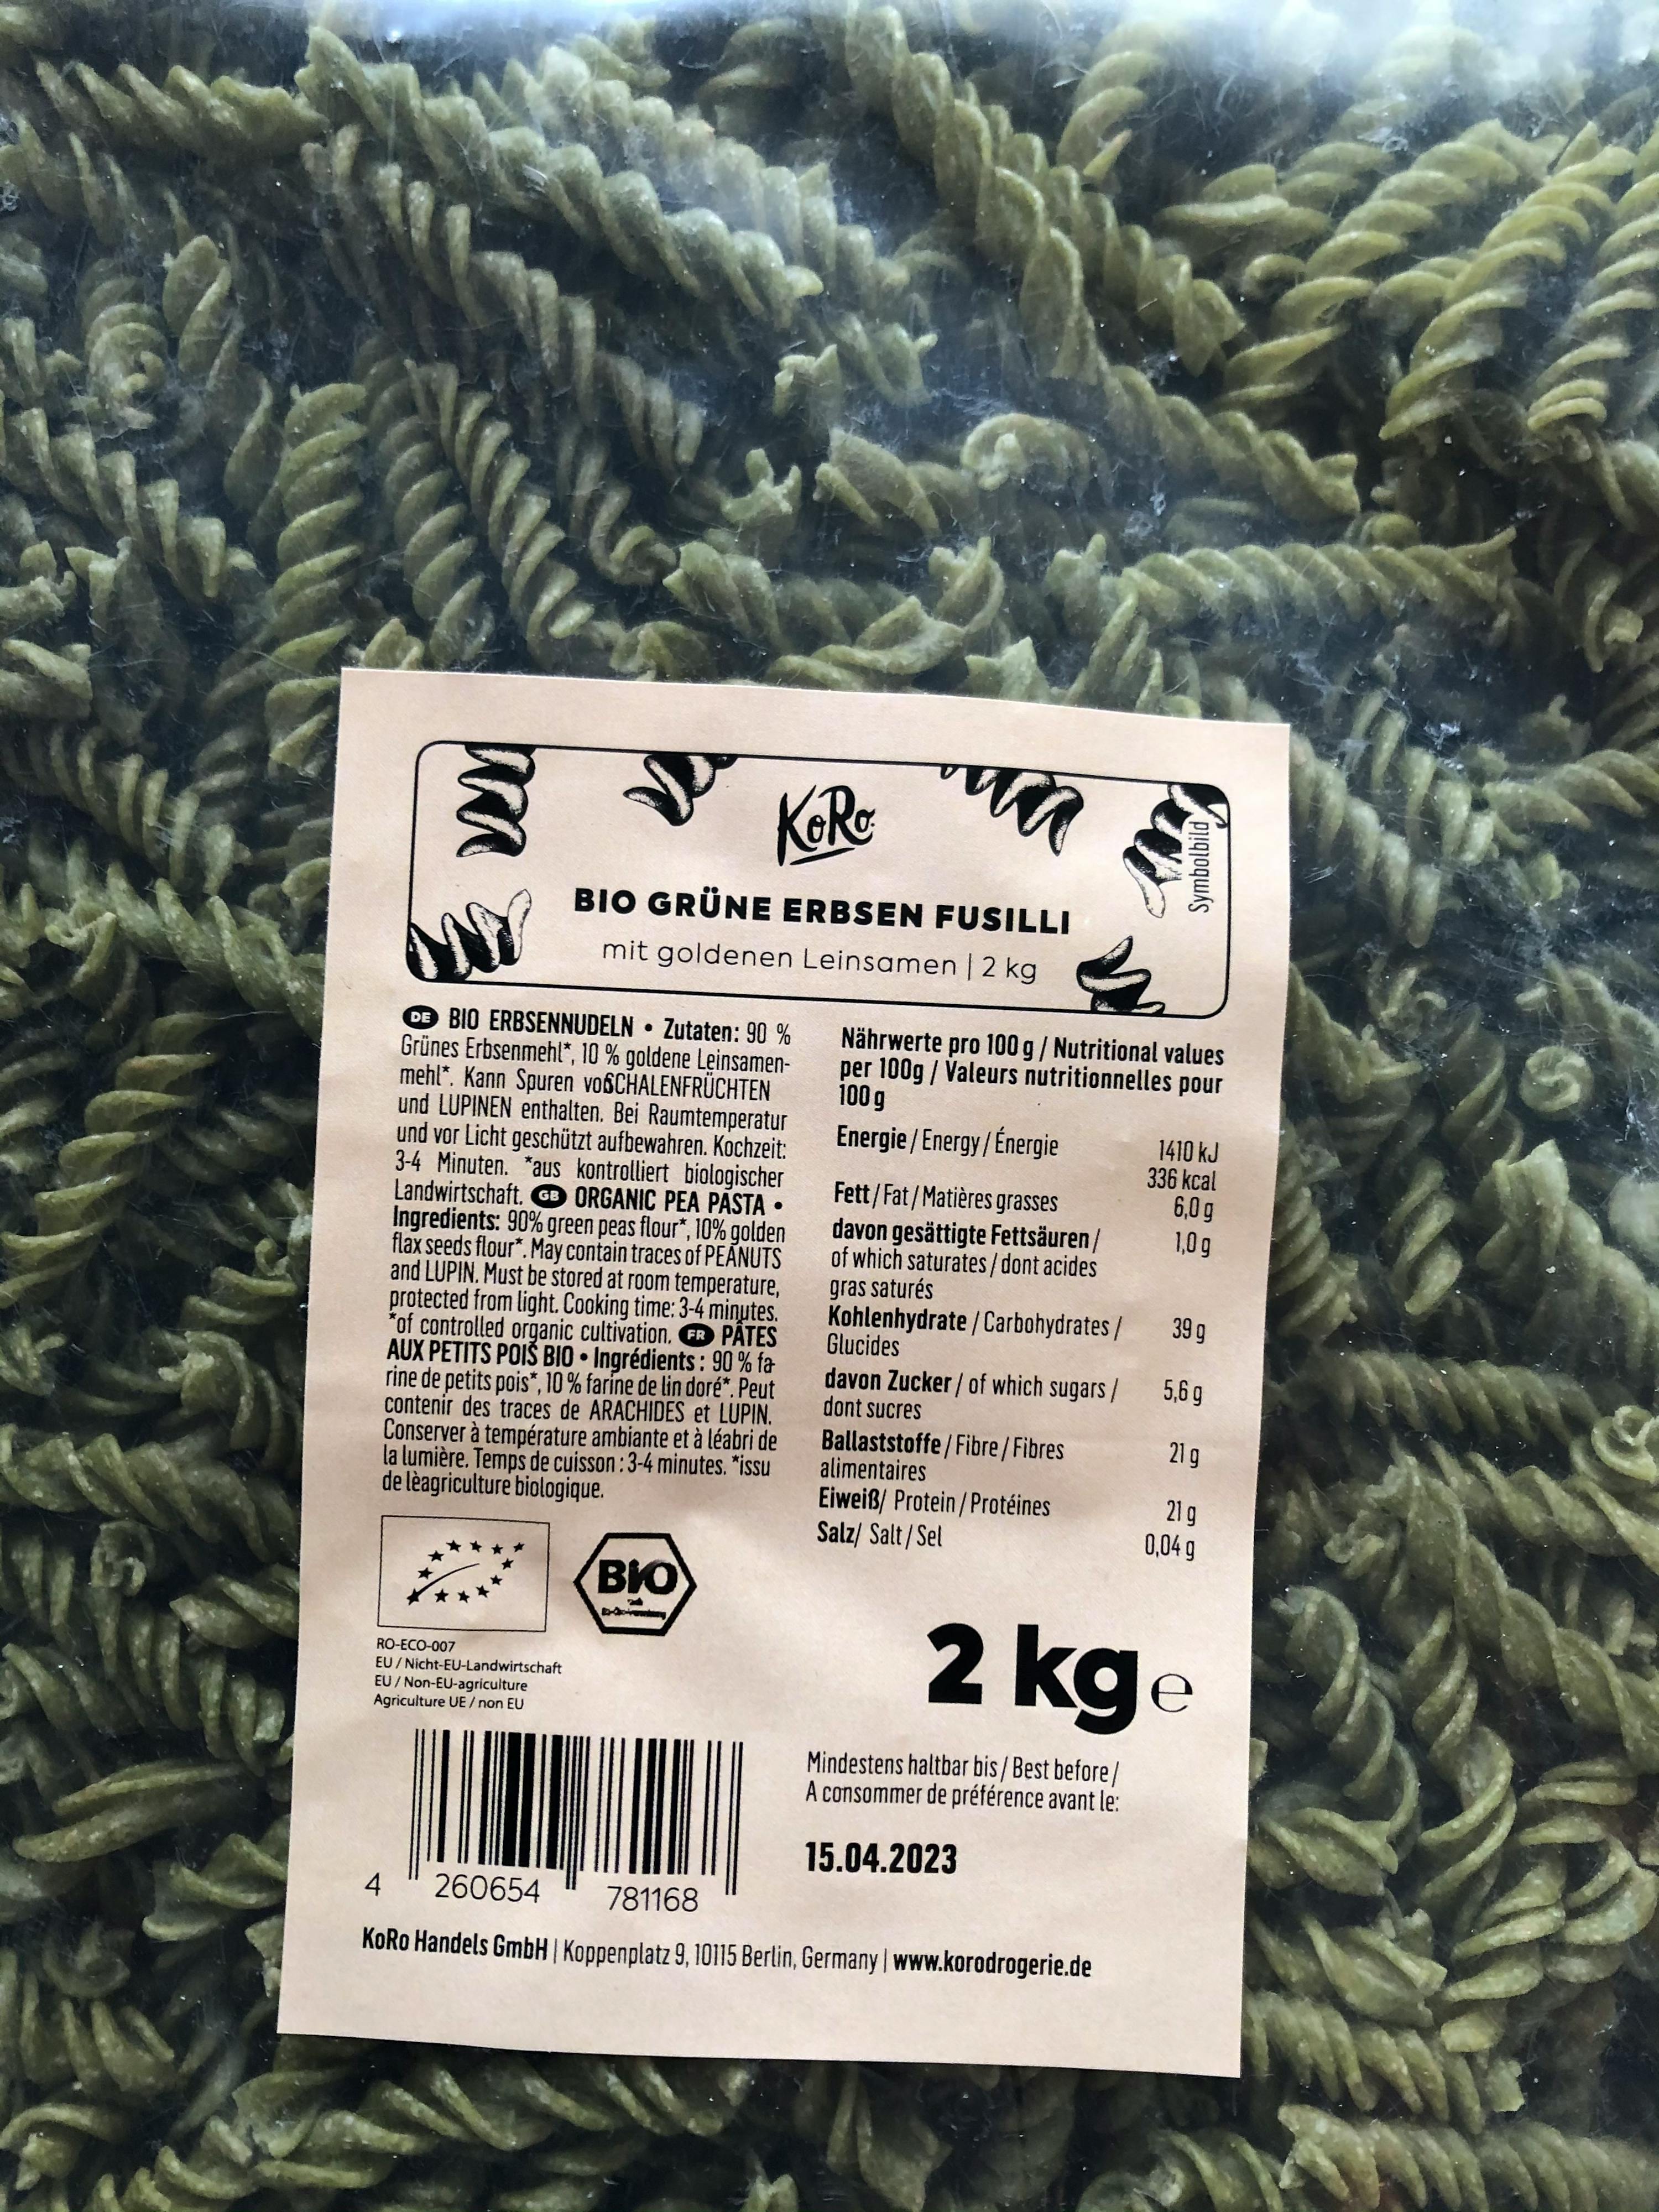 KoRo
Symbolbild
BIO GRÜNE ERBSEN FUSILLI
mit goldenen Leinsamen | 2 kg
DE BIO ERBSENNUDELN • Zutaten: 90 %
Grünes Erbsenmehl*, 10 % goldene Leinsamen-
mehl*. Kann Spuren von SCHALENFRÜCHTEN
und LUPINEN enthalten. Bei Raumtemperatur
und vor Licht geschützt aufbewahren. Kochzeit:
3-4 Minuten. *aus kontrolliert biologischer
Landwirtschaft. GB ORGANIC PEA PASTA •
Ingredients: 90% green peas flour*, 10% golden
flax seeds flour*. May contain traces of PEANUTS
and LUPIN. Must be stored at room temperature,
protected from light. Cooking time: 3-4 minutes.
*of controlled organic cultivation. FR PÂTES
AUX PETITS POIS BIO • Ingrédients : 90 % fa
rine de petits pois*, 10 % farine de lin doré*. Peut
contenir des traces de ARACHIDES et LUPIN.
Conserver à température ambiante et à léabri de
la lumière. Temps de cuisson : 3-4 minutes. *issu
de lèagriculture biologique.
Nährwerte pro 100 g / Nutritional values
per 100g / Valeurs nutritionnelles pour
100 g
Energie / Energy / Énergie 1410 kJ
336 kcal
Fett / Fat / Matières grasses 6,0 g
davon gesättigte Fettsäuren / 1,0 g
of which saturates / dont acides
gras saturés
Kohlenhydrate / Carbohydrates / 39 g
Glucides
davon Zucker / of which sugars / 5,6 g
dont sucres
Ballaststoffe / Fibre / Fibres 21 g
alimentaires
Eiweiß/ Protein / Protéines 21 g
Salz/ Salt / Sel 0,04 g
BIO
RO-ECO-007
EU / Nicht-EU-Landwirtschaft
EU / Non-EU-agriculture
Agriculture UE / non EU
2 kg e
Mindestens haltbar bis / Best before /
A consommer de préférence avant le:
15.04.2023
4 260654 781168
KoRo Handels GmbH | Koppenplatz 9, 10115 Berlin, Germany | www.korodrogerie.de